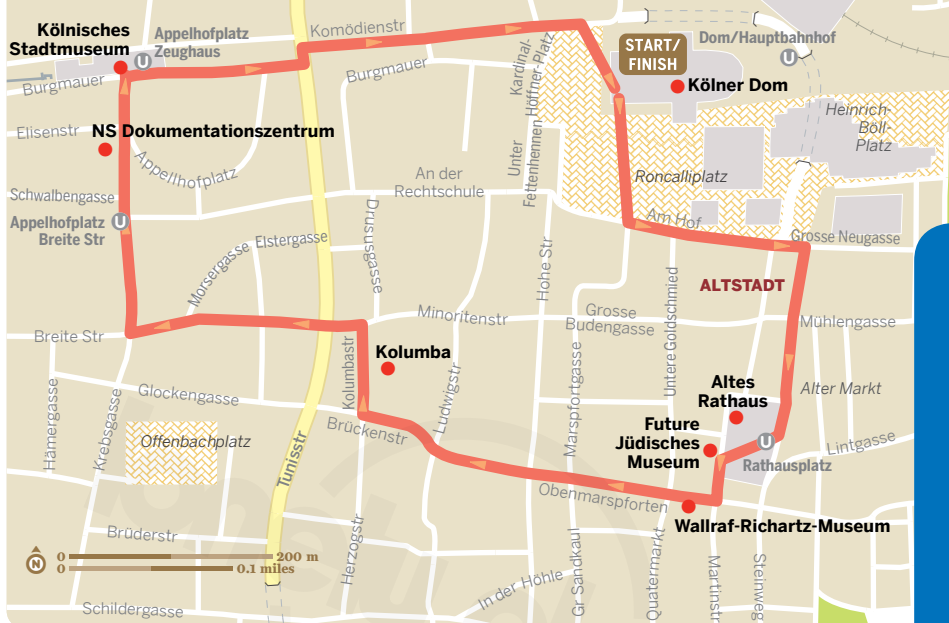 Kölnisches
Stadtmuseum
Appelhofplatz
Zeughaus
Komödienstr
Burgmauer
Burgmauer
Kardinal-
Höffner-Platz
START/
FINISH
Dom/Hauptbahnhof
Kölner Dom
Heinrich-
Böll-
Platz
Elisenstr
NS Dokumentationszentrum
Appellhofplatz
Schwalbengasse
Appelhofplatz
Breite Str
An der
Rechtschule
Unter
Fettenhennen
Roncalliplatz
Am Hof
Grosse Neugasse
Drususgasse
Elstergasse
Morsergasse
Hohe Str
ALTSTADT
Unter Goldschmied
Minoritenstr
Grosse
Budengasse
Mühlengasse
Breite Str
Kolumbastr
Kolumba
Ludwigstr
Marspfortgasse
Altes
Rathaus
Alter Markt
Hämergasse
Krebsgasse
Glockengasse
Brückenstr
Future
Jüdisches
Museum
Lintgasse
Rathausplatz
Offenbachplatz
Tunisstr
Obenmarspforten
Wallraf-Richartz-Museum
Brüderstr
Herzogstr
In der Höhle
Gr Sandkaul
Quatermarkt
Martinstr
Steinweg
N
0 200 m
0 0.1 miles
Schildergasse
U
U
U
U